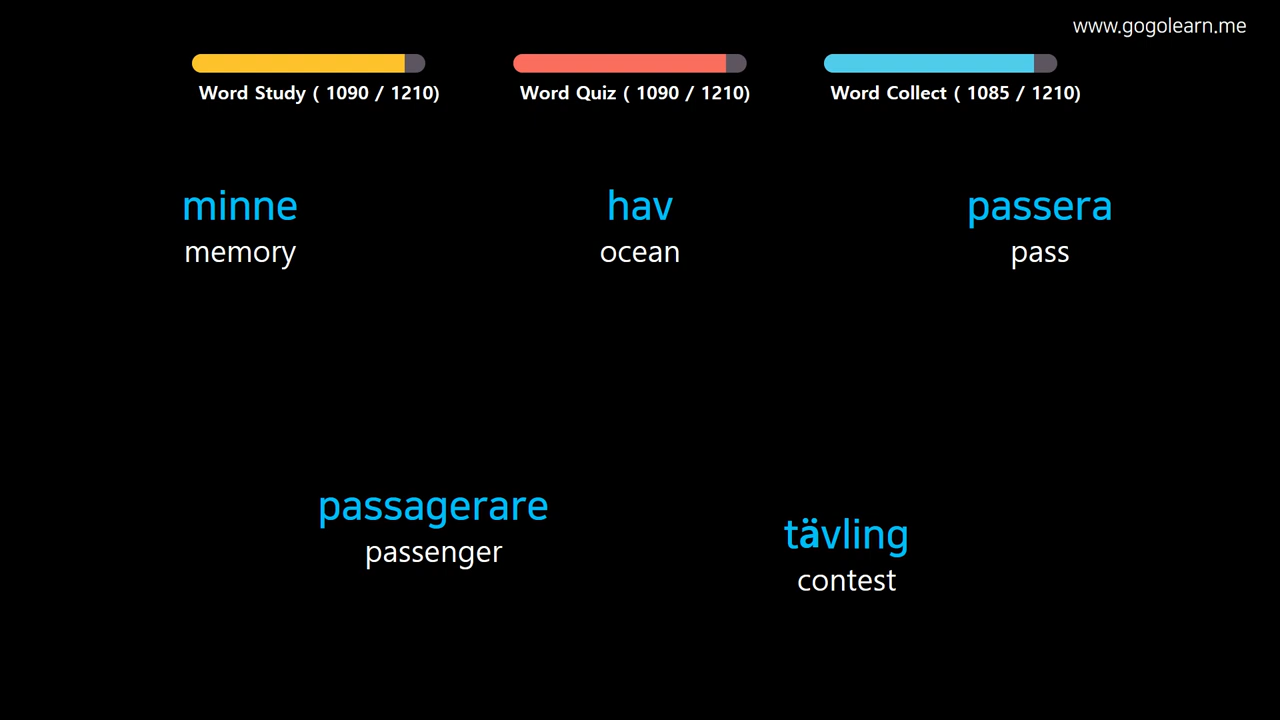 www.gogolearn.me
Word Study ( 1090 / 1210)
Word Quiz ( 1090 / 1210)
Word Collect ( 1085 / 1210)
minne
memory
hav
ocean
passera
pass
passagerare
passenger
tävling
contest